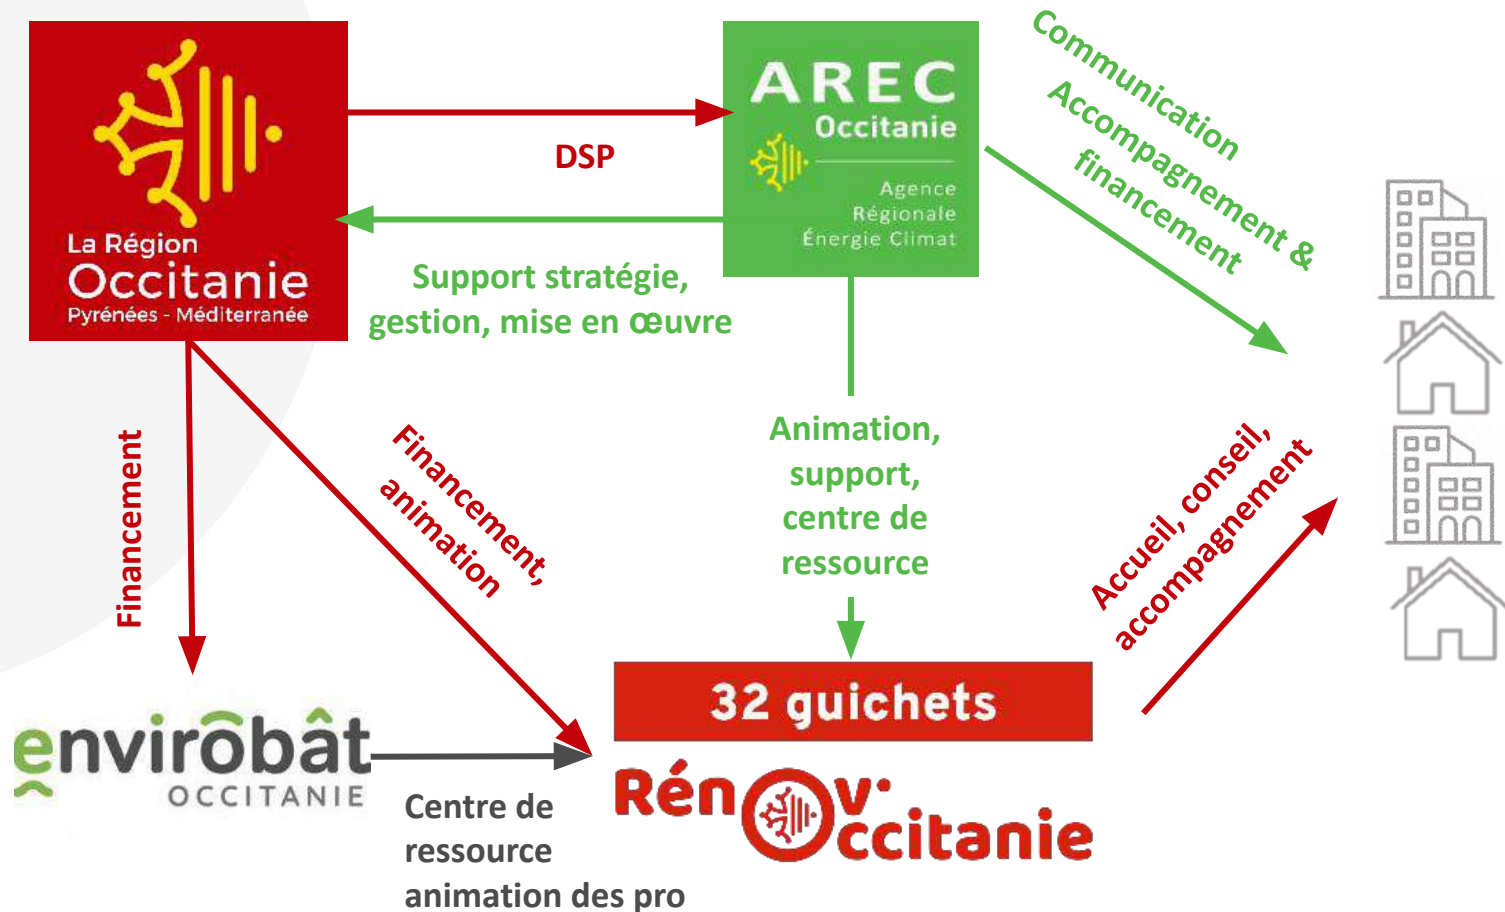 La Région
Occitanie
Pyrénées - Méditerranée
DSP
AREC
Occitanie
Agence
Régionale
Énergie Climat
Communication
Accompagnement &
financement
Support stratégie,
gestion, mise en œuvre
Financement
Financement,
animation
Animation,
support,
centre de
ressource
Accueil, conseil,
accompagnement
envirobât
OCCITANIE
Centre de
ressource
animation des pro
32 guichets
Rénov'
Occitanie